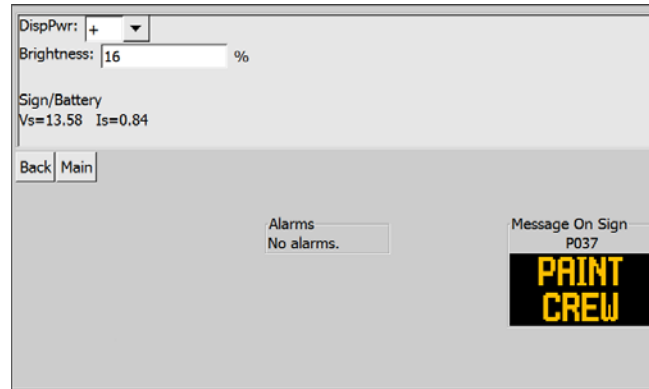 DispPwr: +
Brightness: 16 %
Sign/Battery
Vs=13.58 Is=0.84
Back Main
Alarms
No alarms.
Message On Sign
P037
PAINT
CREW